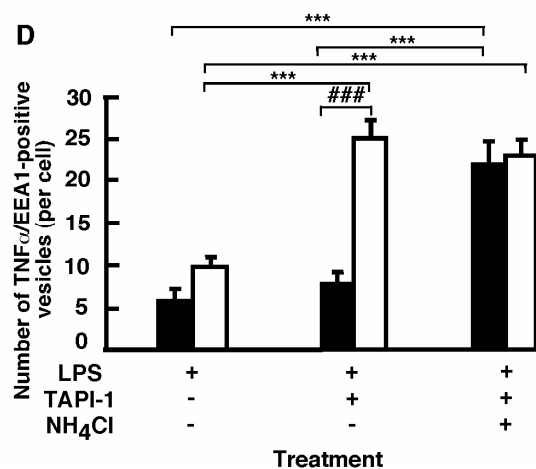 D
***
***
***
***
###
Number of TNFα/EEA1-positive
vesicles (per cell)
30
25
20
15
10
5
0
LPS + + +
TAPI-1 - + +
NH4Cl - - +
Treatment